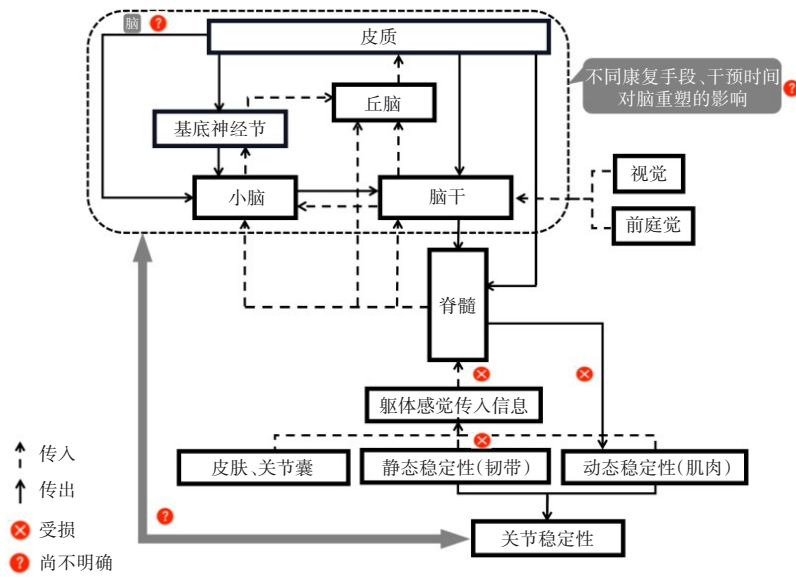 脑 ?
皮质
不同康复手段、干预时间
对脑重塑的影响
?
丘脑
基底神经节
小脑
脑干
视觉
前庭觉
脊髓
躯体感觉传入信息
皮肤、关节囊
静态稳定性(韧带)
动态稳定性(肌肉)
关节稳定性
?
传入
传出
受损
? 尚不明确